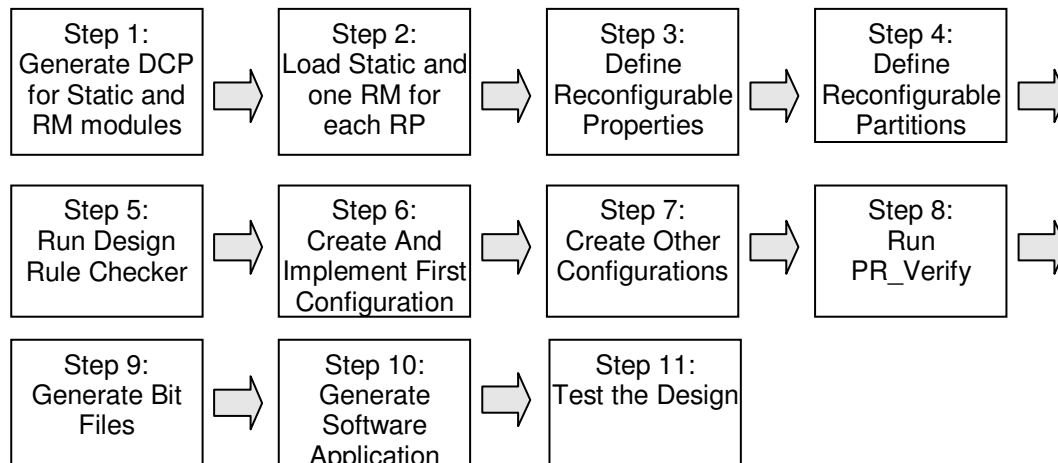 Step 1:
Generate DCP
for Static and
RM modules
Step 2:
Load Static and
one RM for
each RP
Step 3:
Define
Reconfigurable
Properties
Step 4:
Define
Reconfigurable
Partitions
Step 5:
Run Design
Rule Checker
Step 6:
Create And
Implement First
Configuration
Step 7:
Create Other
Configurations
Step 8:
Run
PR_Verify
Step 9:
Generate Bit
Files
Step 10:
Generate
Software
Application
Step 11:
Test the Design